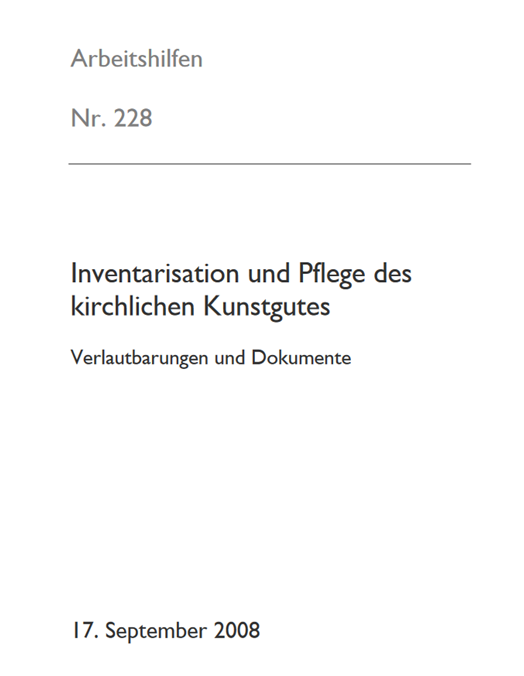 Arbeitshilfen
Nr. 228
Inventarisation und Pflege des
kirchlichen Kunstgutes
Verlautbarungen und Dokumente
17. September 2008